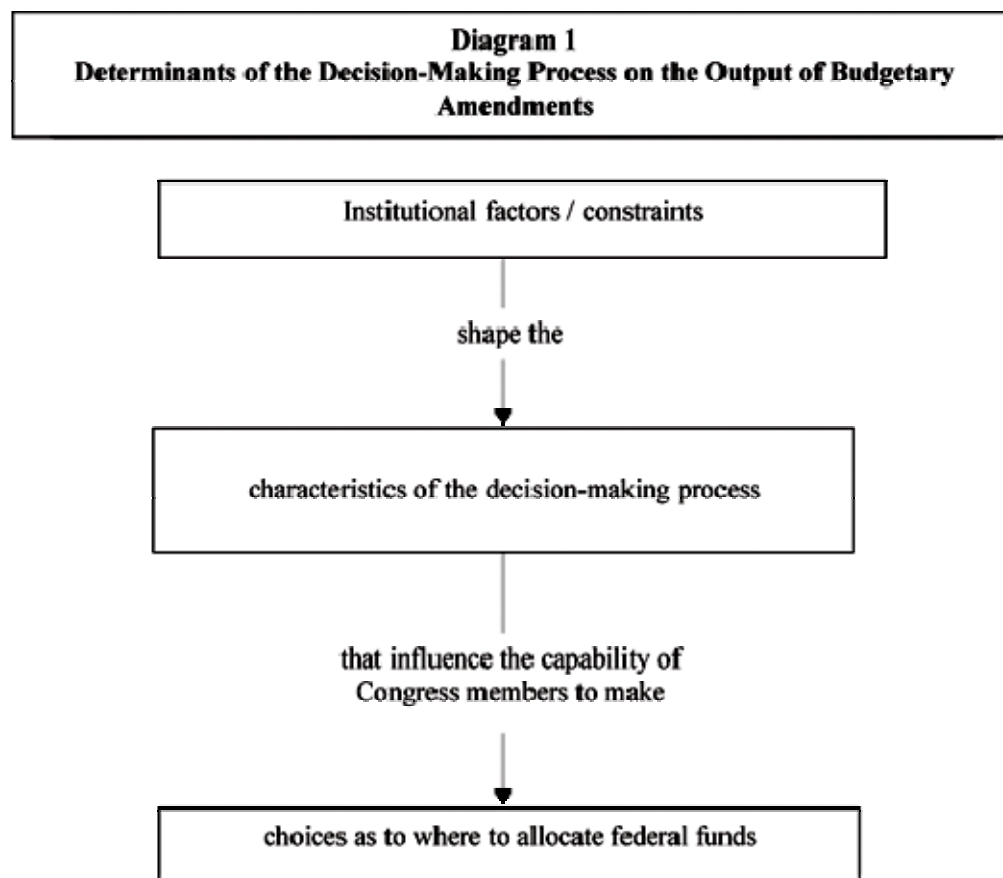 Diagram 1
Determinants of the Decision-Making Process on the Output of Budgetary
Amendments
Institutional factors / constraints
shape the
characteristics of the decision-making process
that influence the capability of
Congress members to make
choices as to where to allocate federal funds